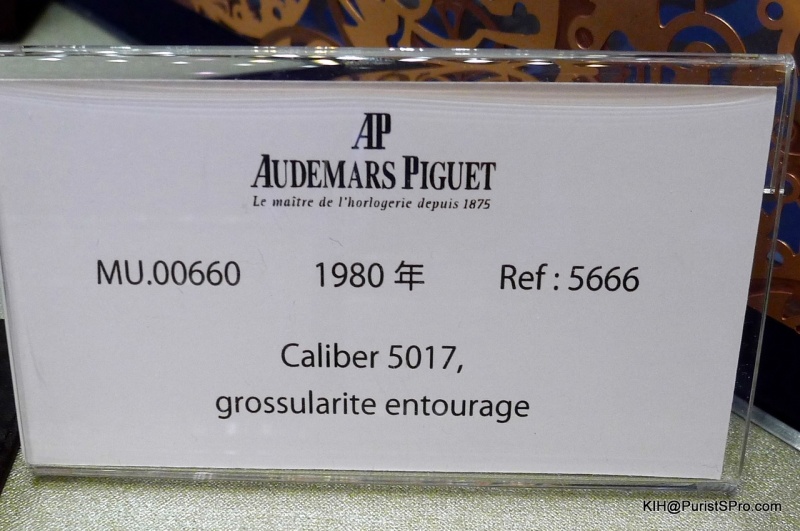 AP
AUDEMARS PIGUET
Le maître de l'horlogerie depuis 1875
MU.00660 1980 年 Ref : 5666
Caliber 5017,
grossularite entourage
KIH@PuristSPro.com